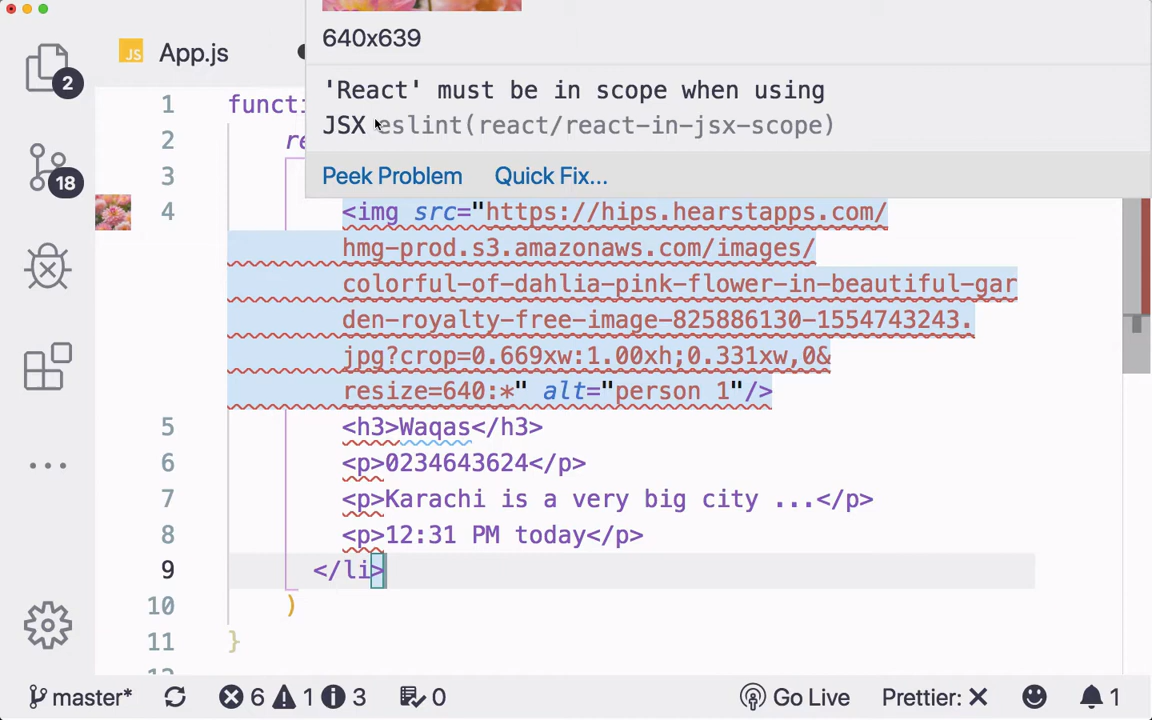 2
18
JS App.js
640x639
'React' must be in scope when using
JSX eslint(react/react-in-jsx-scope)
Peek Problem Quick Fix...
1 functi
2 re
3
4 <img src="https://hips.hearstapps.com/
hmg-prod.s3.amazonaws.com/images/
colorful-of-dahlia-pink-flower-in-beautiful-gar
den-royalty-free-image-825886130-1554743243.
jpg?crop=0.669xw:1.00xh;0.331xw,0&
resize=640:*" alt="person 1"/>
5 <h3>Waqas</h3>
6 <p>0234643624</p>
7 <p>Karachi is a very big city ...</p>
8 <p>12:31 PM today</p>
9 </li>
10 )
11 }
master* 6 1 3 0 Go Live Prettier: ✕ 1